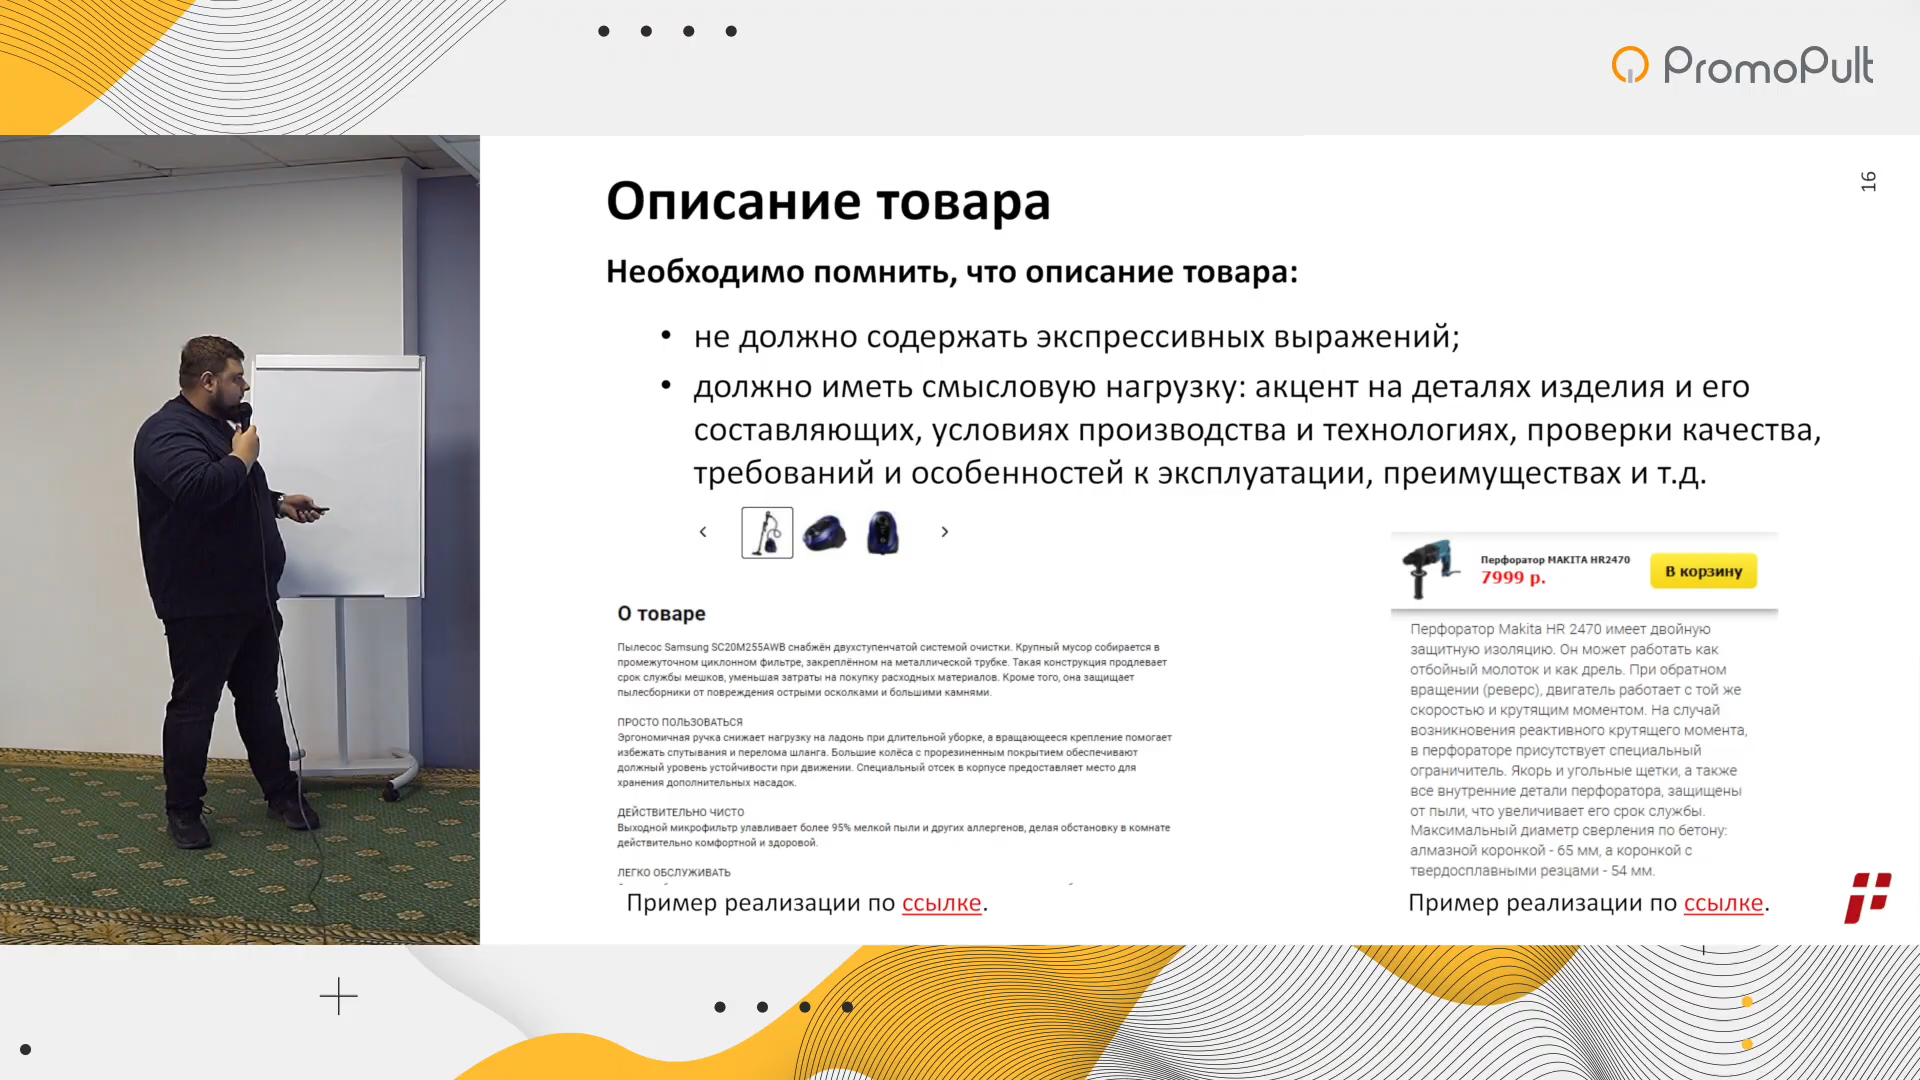 PromoPult
16
Описание товара
Необходимо помнить, что описание товара:
• не должно содержать экспрессивных выражений;
• должно иметь смысловую нагрузку: акцент на деталях изделия и его
составляющих, условиях производства и технологиях, проверки качества,
требований и особенностей к эксплуатации, преимуществах и т.д.
О товаре
Пылесос Samsung SC20M255AWB снабжён двухступенчатой системой очистки. Крупный мусор собирается в
промежуточном циклонном фильтре, закреплённом на металлической трубке. Такая конструкция продлевает
срок службы мешков, уменьшая затраты на покупку расходных материалов. Кроме того, она защищает
пылесборники от повреждения острыми осколками и большими камнями.
ПРОСТО ПОЛЬЗОВАТЬСЯ
Эргономичная ручка снижает нагрузку на ладонь при длительной уборке, а вращающееся крепление помогает
избежать спутывания и перелома шланга. Большие колёса с прорезиненным покрытием обеспечивают
должный уровень устойчивости при движении. Специальный отсек в корпусе предоставляет место для
хранения дополнительных насадок.
ДЕЙСТВИТЕЛЬНО ЧИСТО
Выходной микрофильтр улавливает более 95% мелкой пыли и других аллергенов, делая обстановку в комнате
действительно комфортной и здоровой.
ЛЕГКО ОБСЛУЖИВАТЬ
Пример реализации по ссылке.
Перфоратор MAKITA HR2470
7999 р.
В корзину
Перфоратор Makita HR 2470 имеет двойную
защитную изоляцию. Он может работать как
отбойный молоток и как дрель. При обратном
вращении (реверс), двигатель работает с той же
скоростью и крутящим моментом. На случай
возникновения реактивного крутящего момента,
в перфораторе присутствует специальный
ограничитель. Якорь и угольные щетки, а также
все внутренние детали перфоратора, защищены
от пыли, что увеличивает его срок службы.
Максимальный диаметр сверления по бетону:
алмазной коронкой - 65 мм, а коронкой с
твердосплавными резцами - 54 мм.
Пример реализации по ссылке.